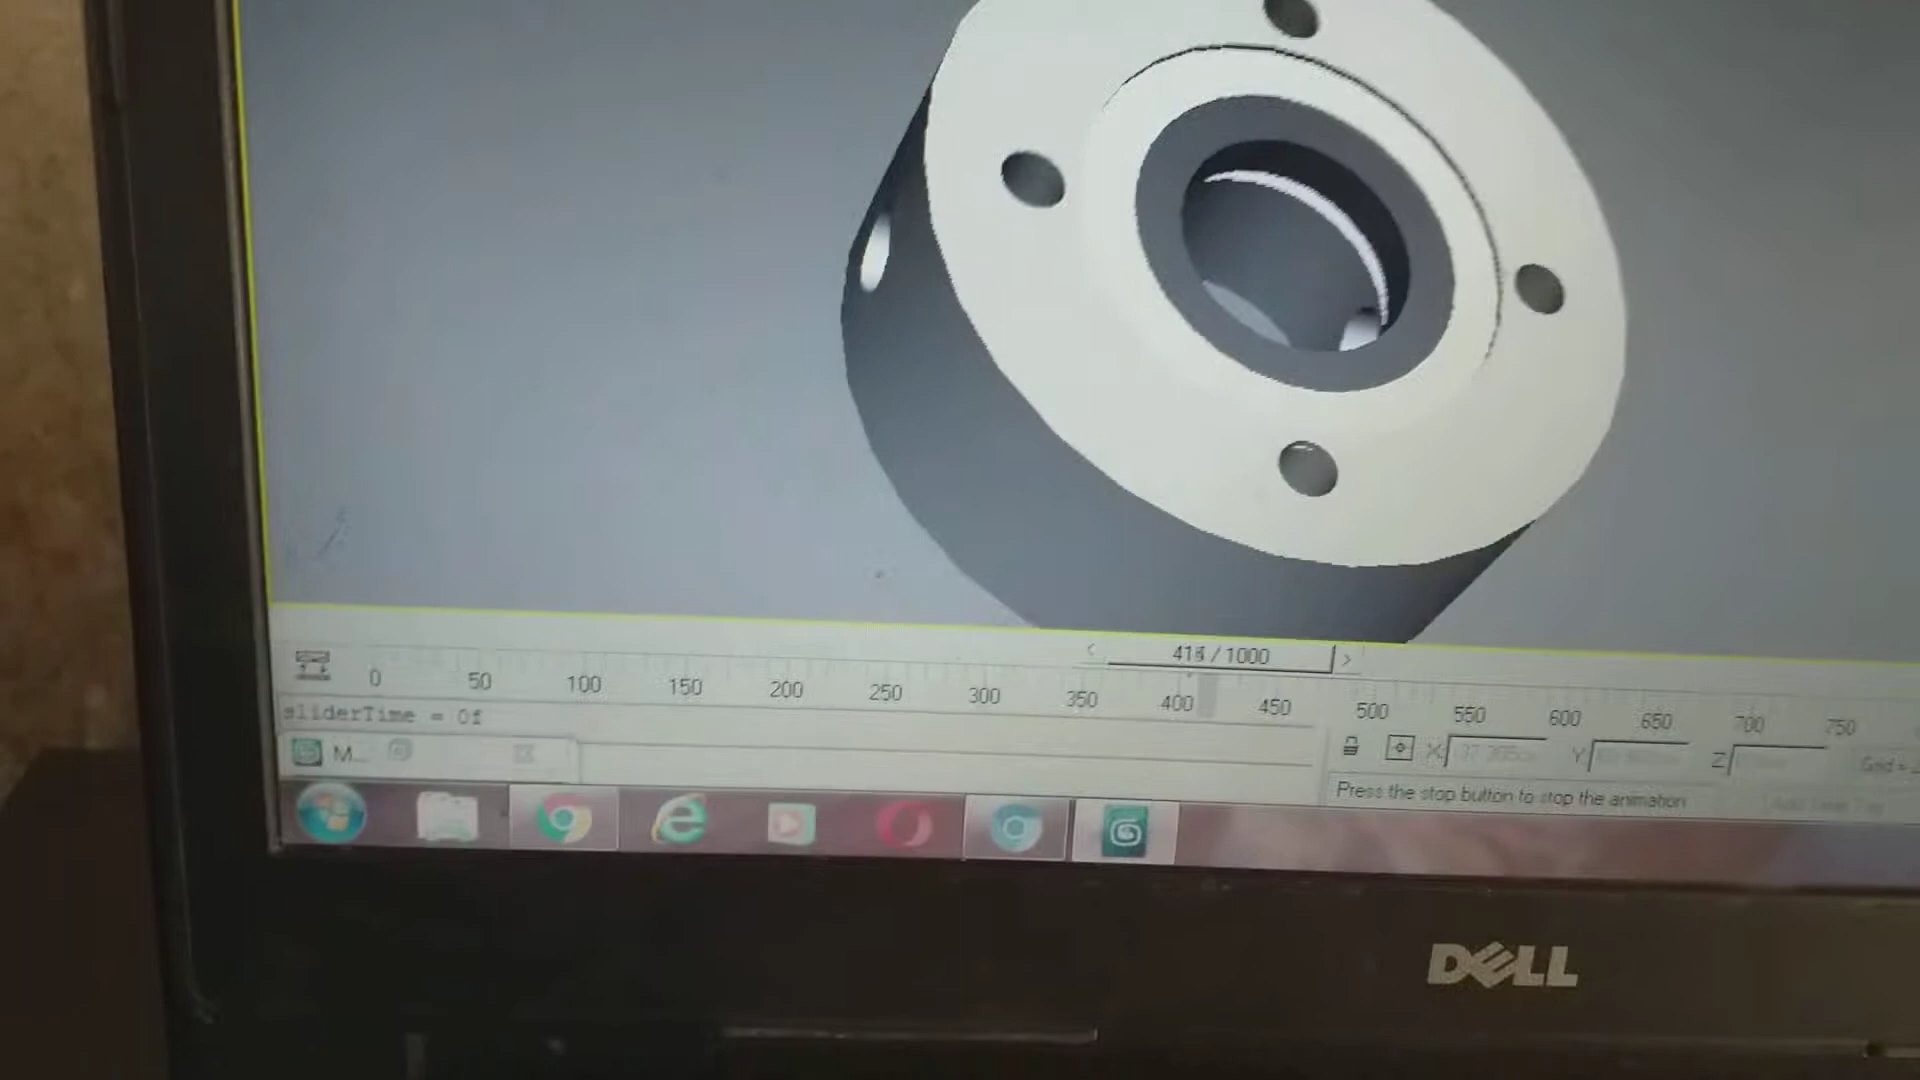 / 1000
0 50 100 150 200 250 300 350 400 450 500 550 600 650 700 750
sliderTime = 0f
M...
X: Y: Z:
Grid =
Press the stop button to stop the animation
DELL